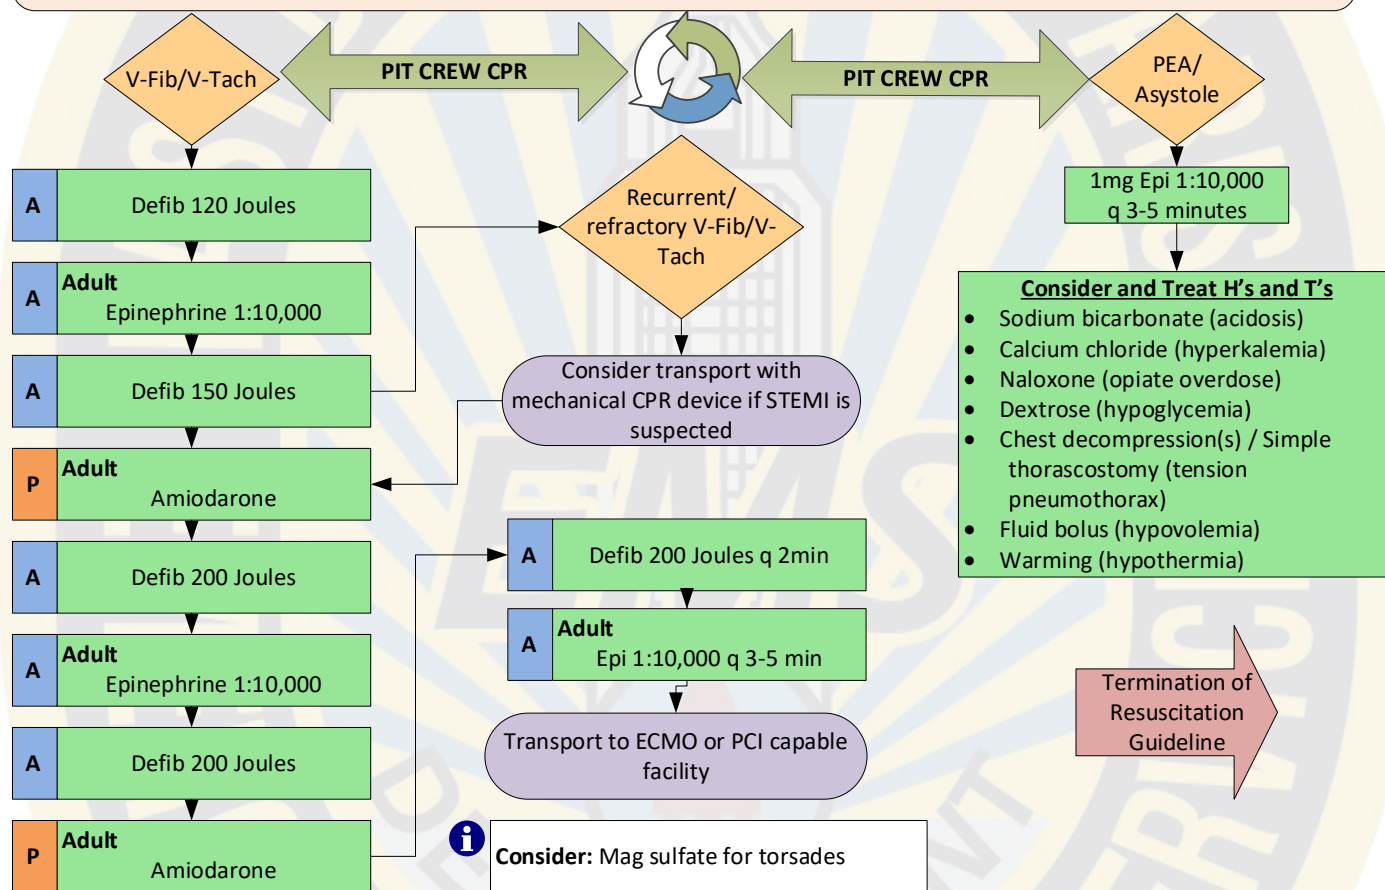 V-Fib/V-Tach
PIT CREW CPR
PIT CREW CPR
PEA/
Asystole
A
Defib 120 Joules
A
Adult
Epinephrine 1:10,000
A
Defib 150 Joules
P
Adult
Amiodarone
A
Defib 200 Joules
A
Adult
Epinephrine 1:10,000
A
Defib 200 Joules
P
Adult
Amiodarone
Recurrent/
refractory V-Fib/V-
Tach
Consider transport with
mechanical CPR device if STEMI is
suspected
A
Defib 200 Joules q 2min
A
Adult
Epi 1:10,000 q 3-5 min
Transport to ECMO or PCI capable
facility
Consider: Mag sulfate for torsades
1mg Epi 1:10,000
q 3-5 minutes
Consider and Treat H’s and T’s
• Sodium bicarbonate (acidosis)
• Calcium chloride (hyperkalemia)
• Naloxone (opiate overdose)
• Dextrose (hypoglycemia)
• Chest decompression(s) / Simple
thorascostomy (tension
pneumothorax)
• Fluid bolus (hypovolemia)
• Warming (hypothermia)
Termination of
Resuscitation
Guideline
EMS